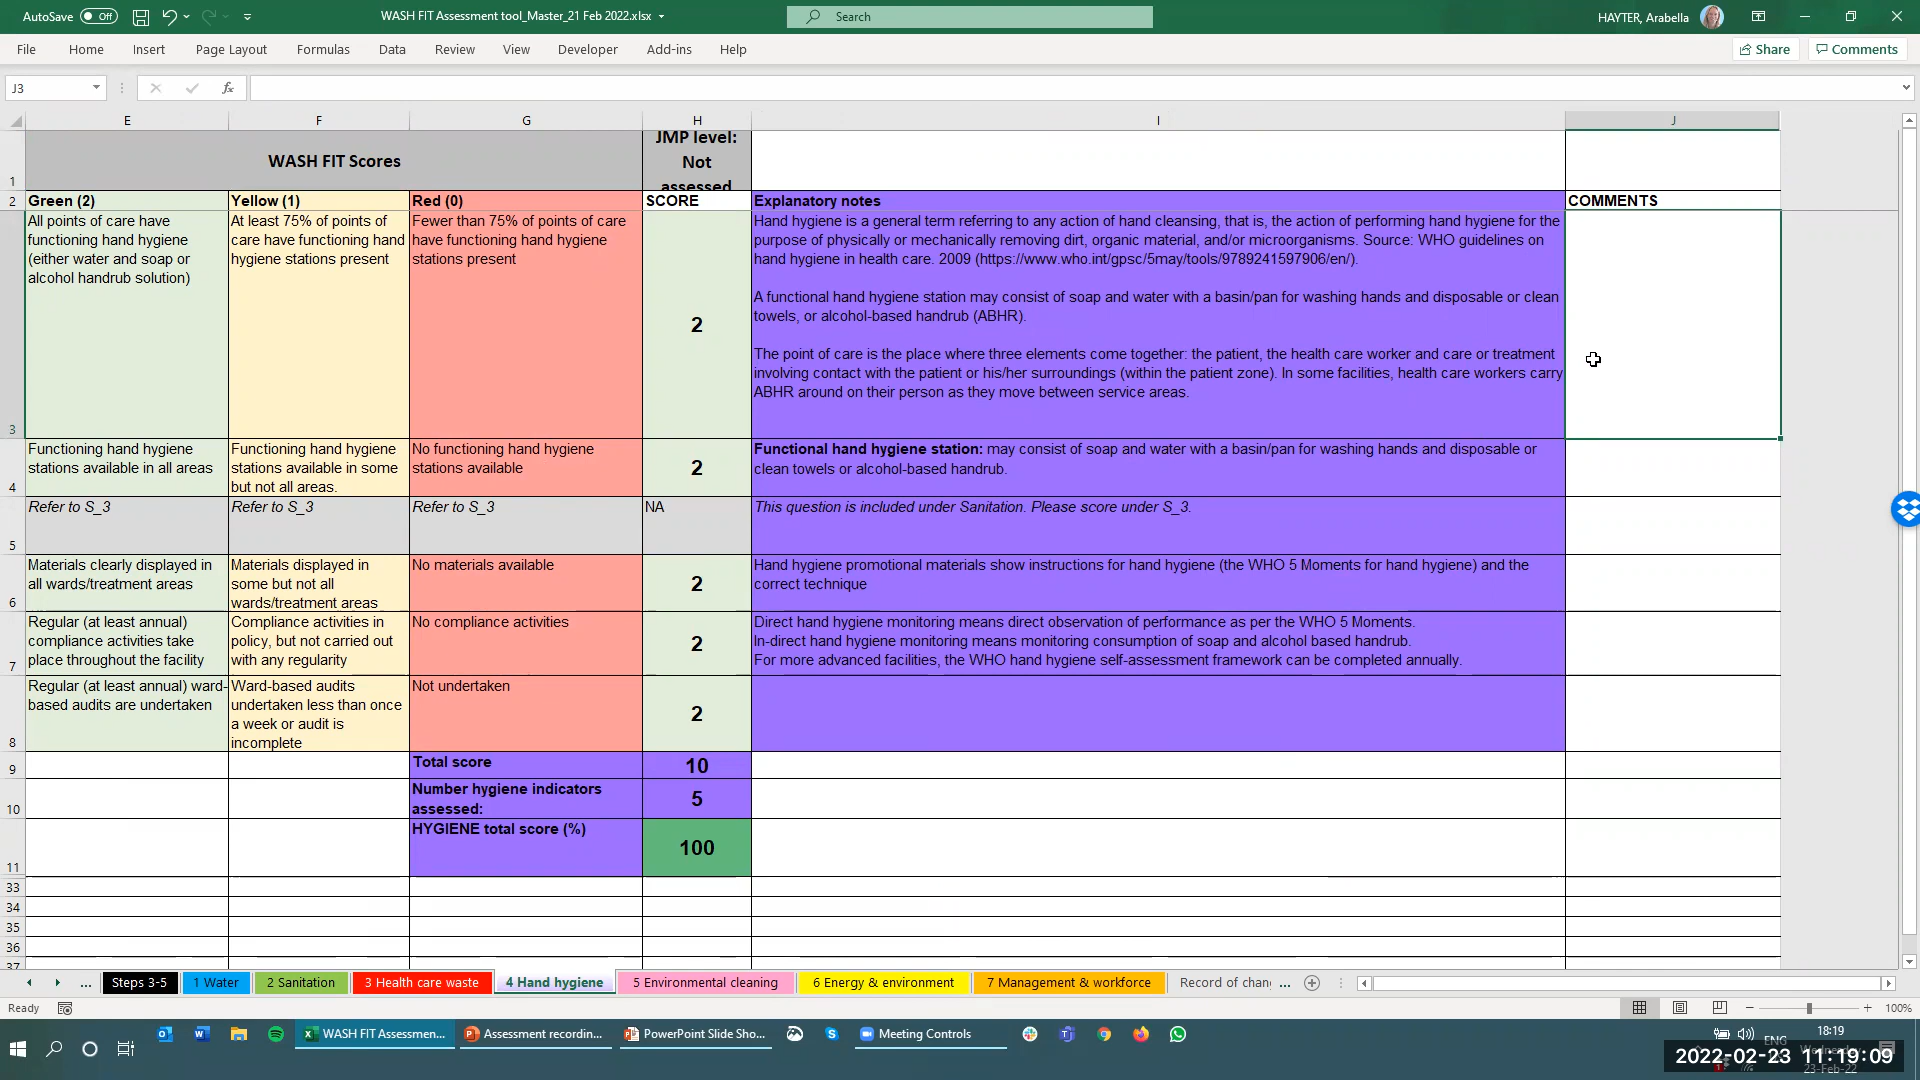 AutoSave Off
WASH FIT Assessment tool_Master_21 Feb 2022.xlsx
Search
HAYTER, Arabella
File Home Insert Page Layout Formulas Data Review View Developer Add-ins Help
Share Comments
J3
fx
E F G H I J
1
WASH FIT Scores
JMP level:
Not
assessed
2
Green (2)
Yellow (1)
Red (0)
SCORE
Explanatory notes
COMMENTS
All points of care have
functioning hand hygiene
(either water and soap or
alcohol handrub solution)
At least 75% of points of
care have functioning hand
hygiene stations present
Fewer than 75% of points of care
have functioning hand hygiene
stations present
2
Hand hygiene is a general term referring to any action of hand cleansing, that is, the action of performing hand hygiene for the
purpose of physically or mechanically removing dirt, organic material, and/or microorganisms. Source: WHO guidelines on
hand hygiene in health care. 2009 (https://www.who.int/gpsc/5may/tools/9789241597906/en/).
A functional hand hygiene station may consist of soap and water with a basin/pan for washing hands and disposable or clean
towels, or alcohol-based handrub (ABHR).
The point of care is the place where three elements come together: the patient, the health care worker and care or treatment
involving contact with the patient or his/her surroundings (within the patient zone). In some facilities, health care workers carry
ABHR around on their person as they move between service areas.
3
Functioning hand hygiene
stations available in all areas
Functioning hand hygiene
stations available in some
but not all areas.
No functioning hand hygiene
stations available
2
Functional hand hygiene station: may consist of soap and water with a basin/pan for washing hands and disposable or
clean towels or alcohol-based handrub.
4
Refer to S_3
Refer to S_3
Refer to S_3
NA
This question is included under Sanitation. Please score under S_3.
5
Materials clearly displayed in
all wards/treatment areas
Materials displayed in
some but not all
wards/treatment areas
No materials available
2
Hand hygiene promotional materials show instructions for hand hygiene (the WHO 5 Moments for hand hygiene) and the
correct technique
6
Regular (at least annual)
compliance activities take
place throughout the facility
Compliance activities in
policy, but not carried out
with any regularity
No compliance activities
2
Direct hand hygiene monitoring means direct observation of performance as per the WHO 5 Moments.
In-direct hand hygiene monitoring means monitoring consumption of soap and alcohol based handrub.
For more advanced facilities, the WHO hand hygiene self-assessment framework can be completed annually.
7
Regular (at least annual) ward-
based audits are undertaken
Ward-based audits
undertaken less than once
a week or audit is
incomplete
Not undertaken
2
8
Total score
10
9
Number hygiene indicators
assessed:
5
10
HYGIENE total score (%)
100
11
33
34
35
36
37
... Steps 3-5 1 Water 2 Sanitation 3 Health care waste 4 Hand hygiene 5 Environmental cleaning 6 Energy & environment 7 Management & workforce Record of chan ...
Ready
100%
WASH FIT Assessmen... Assessment recordin... PowerPoint Slide Sho... Meeting Controls
ENG
18:19
23-Feb-22
2022-02-23 11:19:09